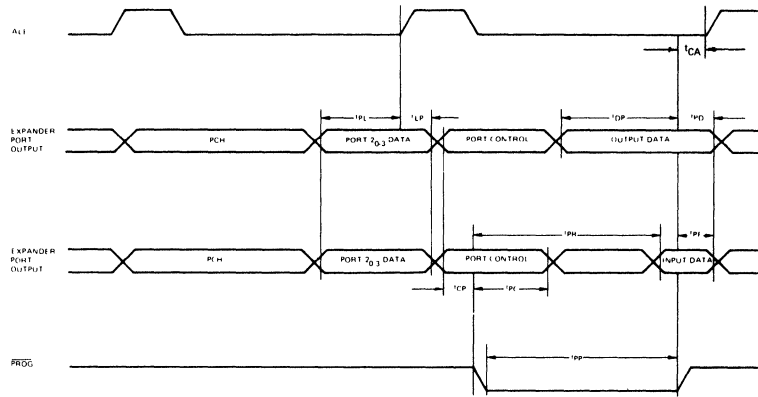 ALE
tCA
tPL
tLP
tDP
tPD
EXPANDER
PORT
OUTPUT
PCH
PORT 20-3 DATA
PORT CONTROL
OUTPUT DATA
tPR
tPF
EXPANDER
PORT
OUTPUT
PCH
PORT 20-3 DATA
PORT CONTROL
INPUT DATA
tCP
tPC
tPP
PROG